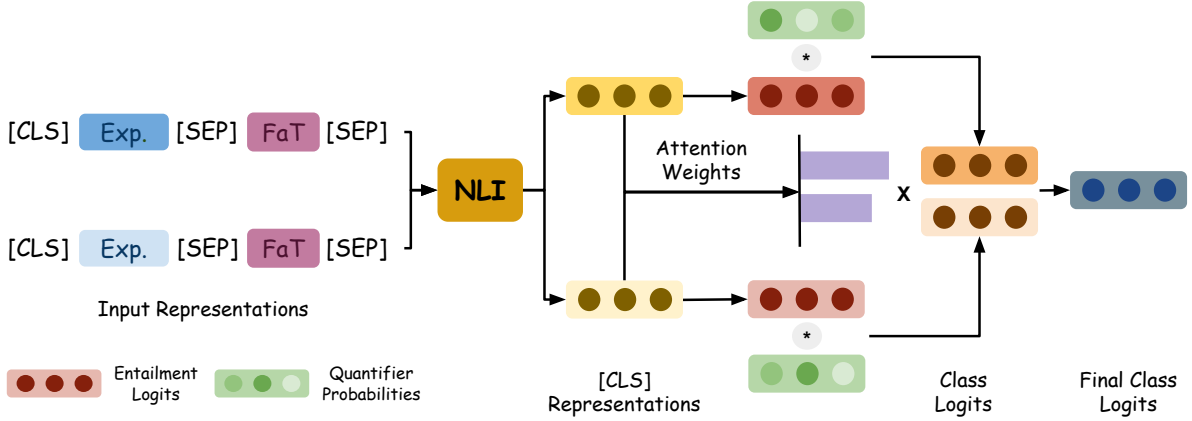 [CLS] Exp. [SEP] FaT [SEP]
[CLS] Exp. [SEP] FaT [SEP]
Input Representations
NLI
*
Attention
Weights
X
*
Entailment
Logits
Quantifier
Probabilities
[CLS]
Representations
Class
Logits
Final Class
Logits